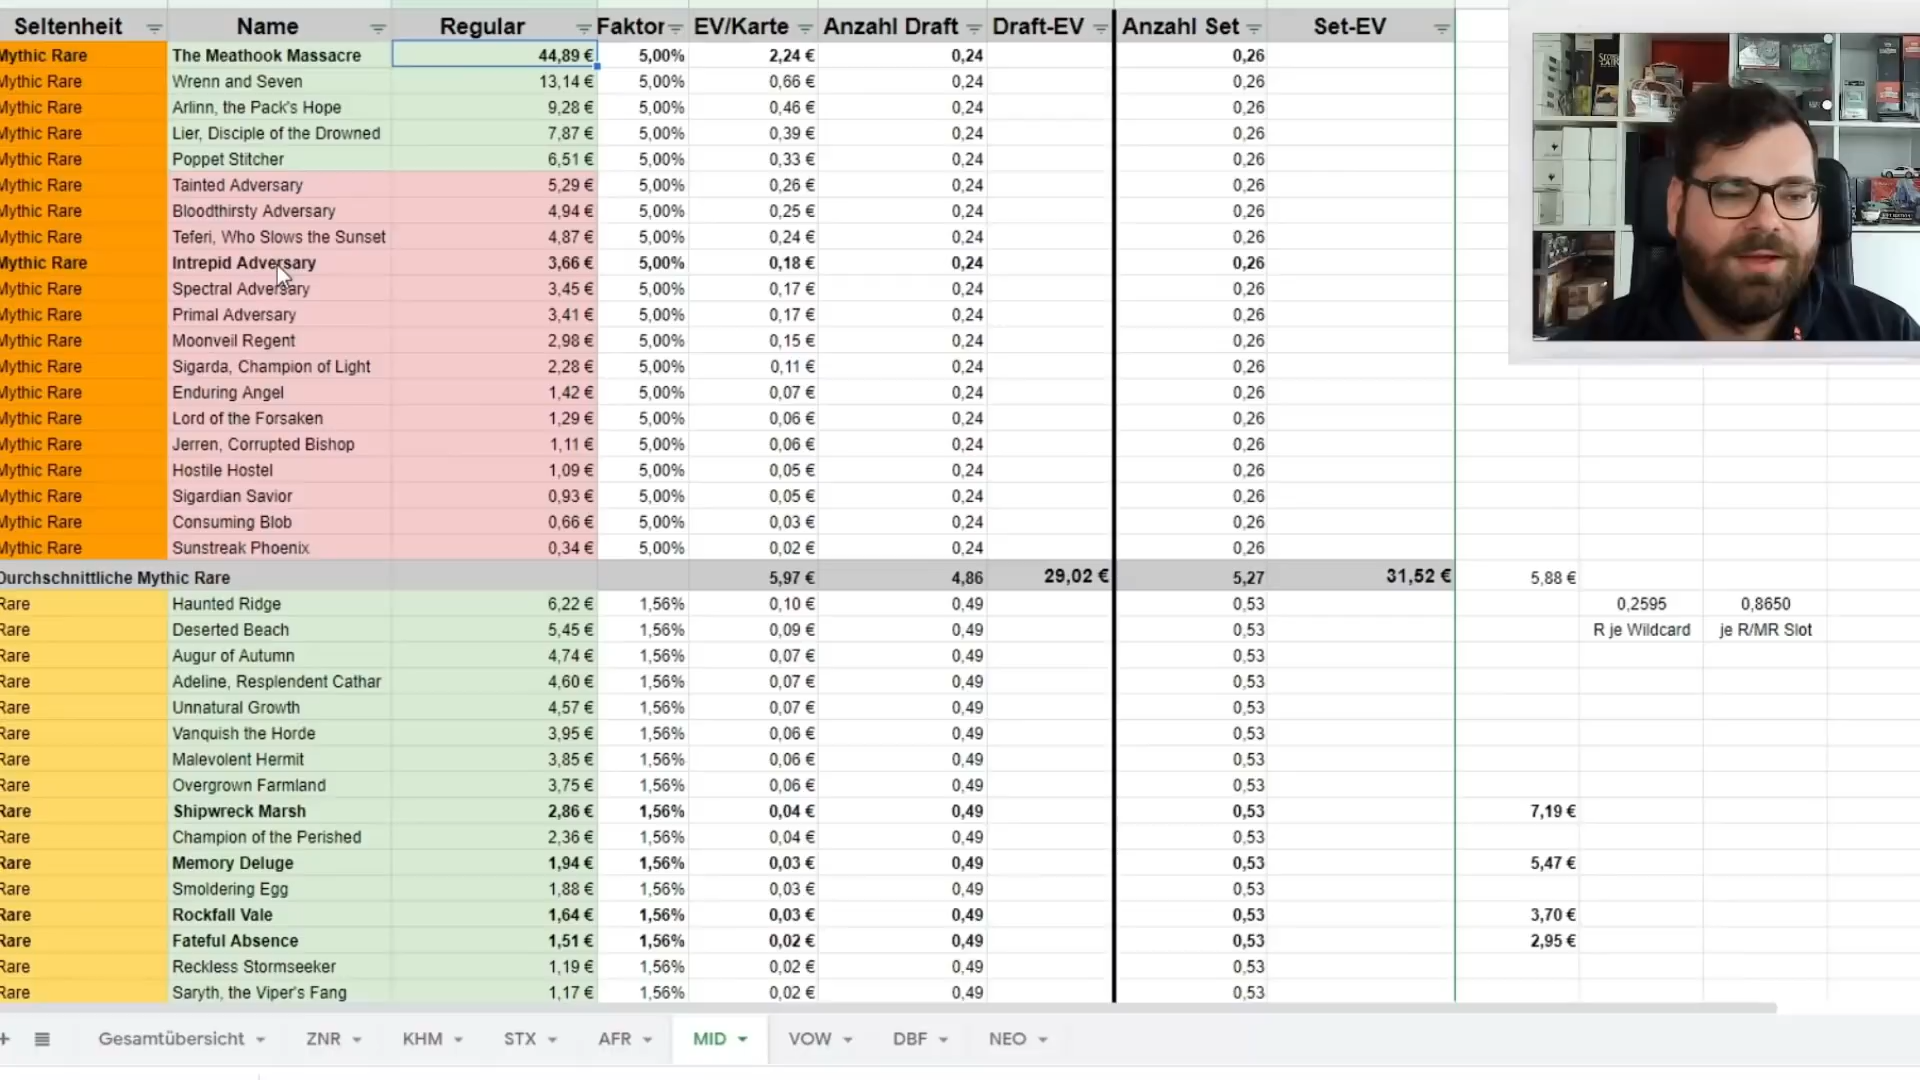 Seltenheit Name Regular Faktor EV/Karte Anzahl Draft Draft-EV Anzahl Set Set-EV
Mythic Rare The Meathook Massacre 44,89 € 5,00% 2,24 € 0,24 0,26
Mythic Rare Wrenn and Seven 13,14 € 5,00% 0,66 € 0,24 0,26
Mythic Rare Arlinn, the Pack's Hope 9,28 € 5,00% 0,46 € 0,24 0,26
Mythic Rare Lier, Disciple of the Drowned 7,87 € 5,00% 0,39 € 0,24 0,26
Mythic Rare Poppet Stitcher 6,51 € 5,00% 0,33 € 0,24 0,26
Mythic Rare Tainted Adversary 5,29 € 5,00% 0,26 € 0,24 0,26
Mythic Rare Bloodthirsty Adversary 4,94 € 5,00% 0,25 € 0,24 0,26
Mythic Rare Teferi, Who Slows the Sunset 4,87 € 5,00% 0,24 € 0,24 0,26
Mythic Rare Intrepid Adversary 3,66 € 5,00% 0,18 € 0,24 0,26
Mythic Rare Spectral Adversary 3,45 € 5,00% 0,17 € 0,24 0,26
Mythic Rare Primal Adversary 3,41 € 5,00% 0,17 € 0,24 0,26
Mythic Rare Moonveil Regent 2,98 € 5,00% 0,15 € 0,24 0,26
Mythic Rare Sigarda, Champion of Light 2,28 € 5,00% 0,11 € 0,24 0,26
Mythic Rare Enduring Angel 1,42 € 5,00% 0,07 € 0,24 0,26
Mythic Rare Lord of the Forsaken 1,29 € 5,00% 0,06 € 0,24 0,26
Mythic Rare Jerren, Corrupted Bishop 1,11 € 5,00% 0,06 € 0,24 0,26
Mythic Rare Hostile Hostel 1,09 € 5,00% 0,05 € 0,24 0,26
Mythic Rare Sigardian Savior 0,93 € 5,00% 0,05 € 0,24 0,26
Mythic Rare Consuming Blob 0,66 € 5,00% 0,03 € 0,24 0,26
Mythic Rare Sunstreak Phoenix 0,34 € 5,00% 0,02 € 0,24 0,26
Durchschnittliche Mythic Rare 5,97 € 4,86 29,02 € 5,27 31,52 € 5,88 €
Rare Haunted Ridge 6,22 € 1,56% 0,10 € 0,49 0,53 0,2595 0,8650
Rare Deserted Beach 5,45 € 1,56% 0,09 € 0,49 0,53 R je Wildcard je R/MR Slot
Rare Augur of Autumn 4,74 € 1,56% 0,07 € 0,49 0,53
Rare Adeline, Resplendent Cathar 4,60 € 1,56% 0,07 € 0,49 0,53
Rare Unnatural Growth 4,57 € 1,56% 0,07 € 0,49 0,53
Rare Vanquish the Horde 3,95 € 1,56% 0,06 € 0,49 0,53
Rare Malevolent Hermit 3,85 € 1,56% 0,06 € 0,49 0,53
Rare Overgrown Farmland 3,75 € 1,56% 0,06 € 0,49 0,53
Rare Shipwreck Marsh 2,86 € 1,56% 0,04 € 0,49 0,53 7,19 €
Rare Champion of the Perished 2,36 € 1,56% 0,04 € 0,49 0,53
Rare Memory Deluge 1,94 € 1,56% 0,03 € 0,49 0,53 5,47 €
Rare Smoldering Egg 1,88 € 1,56% 0,03 € 0,49 0,53
Rare Rockfall Vale 1,64 € 1,56% 0,03 € 0,49 0,53 3,70 €
Rare Fateful Absence 1,51 € 1,56% 0,02 € 0,49 0,53 2,95 €
Rare Reckless Stormseeker 1,19 € 1,56% 0,02 € 0,49 0,53
Rare Saryth, the Viper's Fang 1,17 € 1,56% 0,02 € 0,49 0,53
+ Gesamtübersicht ZNR KHM STX AFR MID VOW DBF NEO